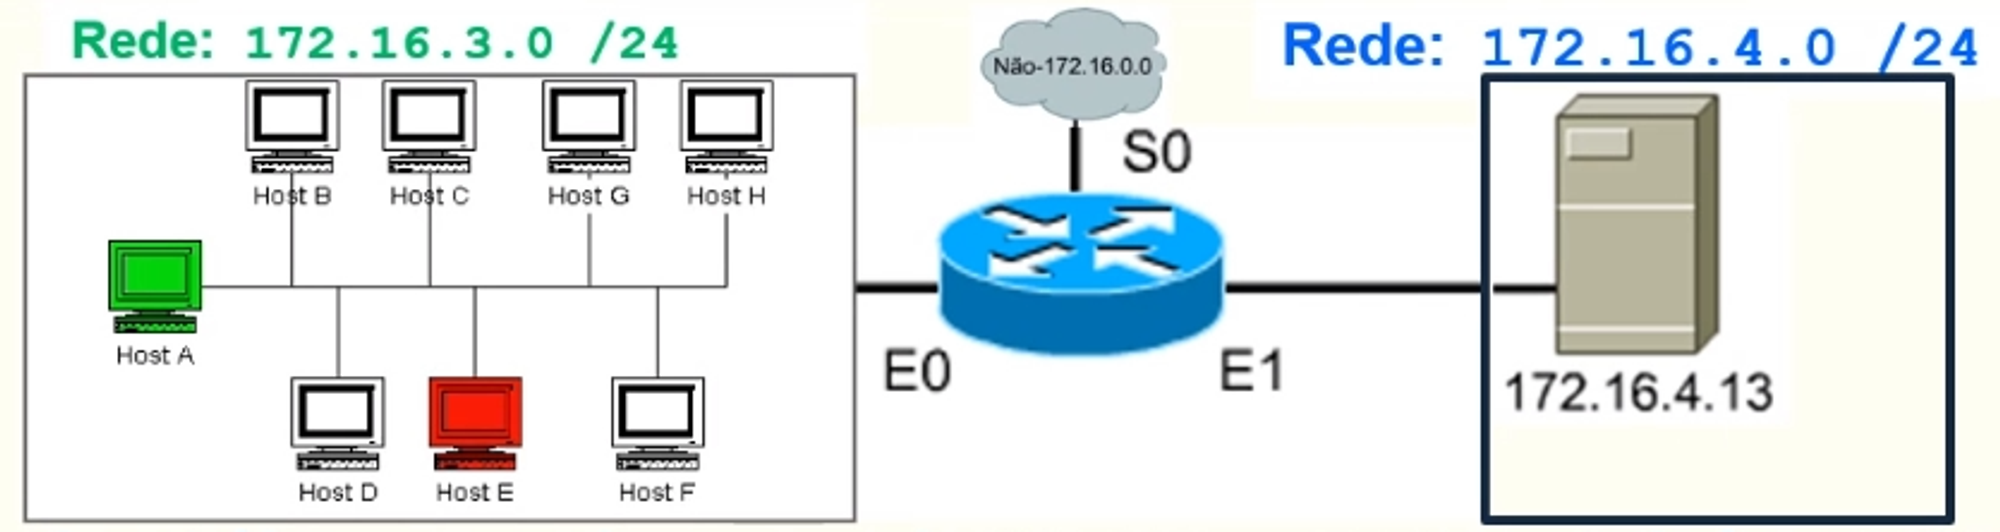 Rede: 172.16.3.0 /24
Host B
Host C
Host G
Host H
Host A
Host D
Host E
Host F
Não-172.16.0.0
S0
E0
E1
Rede: 172.16.4.0 /24
172.16.4.13